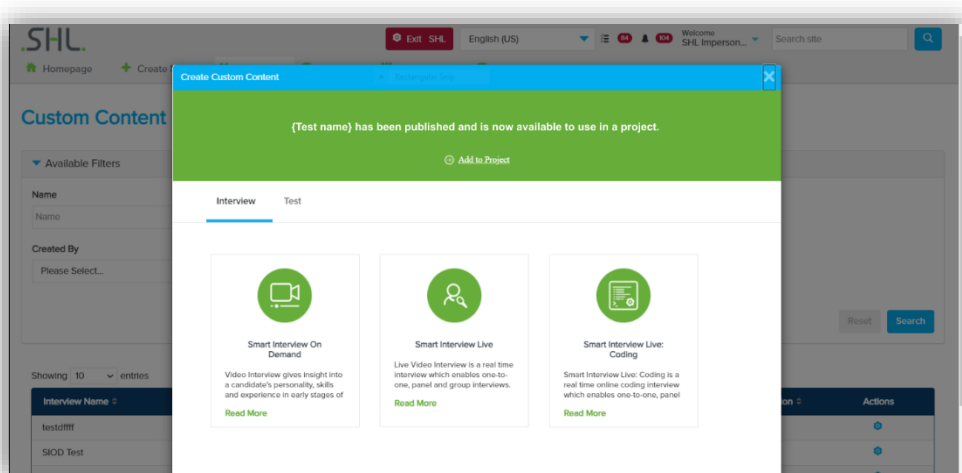 .SHL.
Exit SHL
English (US)
64
104
Welcome
SHL Imperson...
Search site
Homepage
Create
Rectangular Snip
Create Custom Content
Custom Content
{Test name} has been published and is now available to use in a project.
Add to Project
Available Filters
Name
Name
Created By
Please Select...
Interview Test
Smart Interview On
Demand
Video Interview gives Insight into
a candidate's personality, skills
and experience in early stages of
Read More
Smart Interview Live
Live Video Interview is a real time
interview which enables one-to-
one, panel and group interviews.
Read More
Smart Interview Live:
Coding
Smart Interview Live: Coding is a
real time online coding interview
which enables one-to-one, panel
Read More
Reset Search
Showing 10 entries
Interview Name
ion
Actions
testdffff
SIOD Test